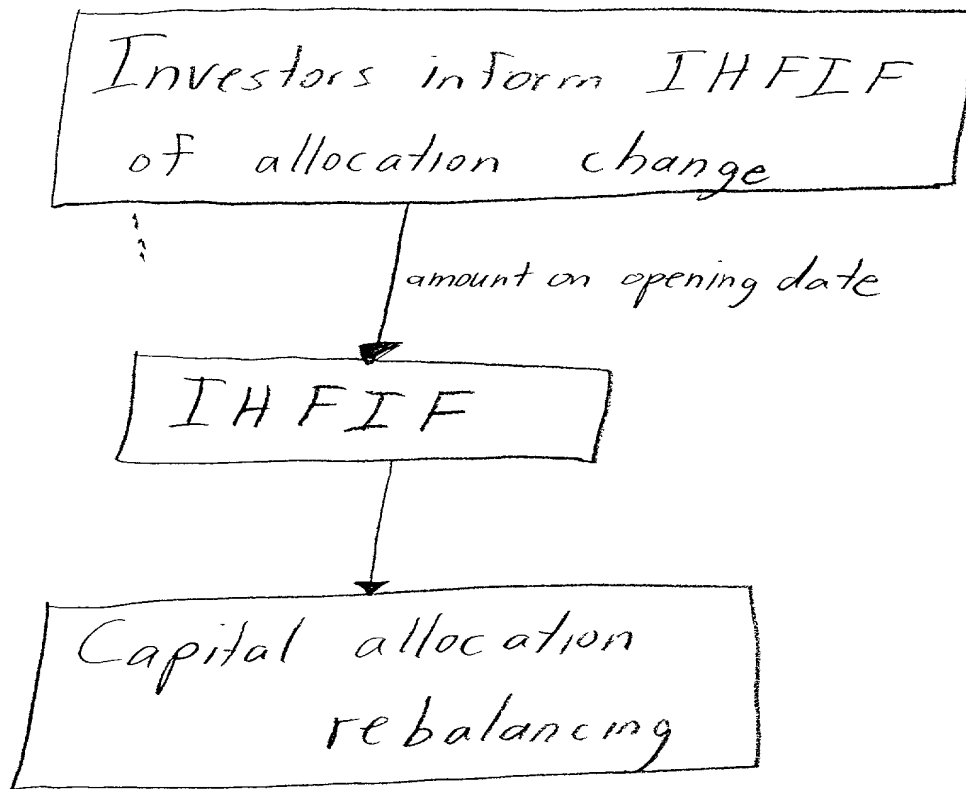 Investors inform IHFIF
of allocation change
amount on opening date
IHFIF
Capital allocation
rebalancing